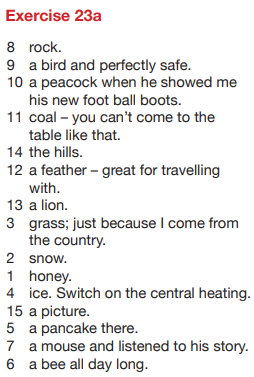 Exercise 23a
8 rock.
9 a bird and perfectly safe.
10 a peacock when he showed me
his new foot ball boots.
11 coal – you can't come to the
table like that.
14 the hills.
12 a feather – great for travelling
with.
13 a lion.
3 grass; just because I come from
the country.
2 snow.
1 honey.
4 ice. Switch on the central heating.
15 a picture.
5 a pancake there.
7 a mouse and listened to his story.
6 a bee all day long.